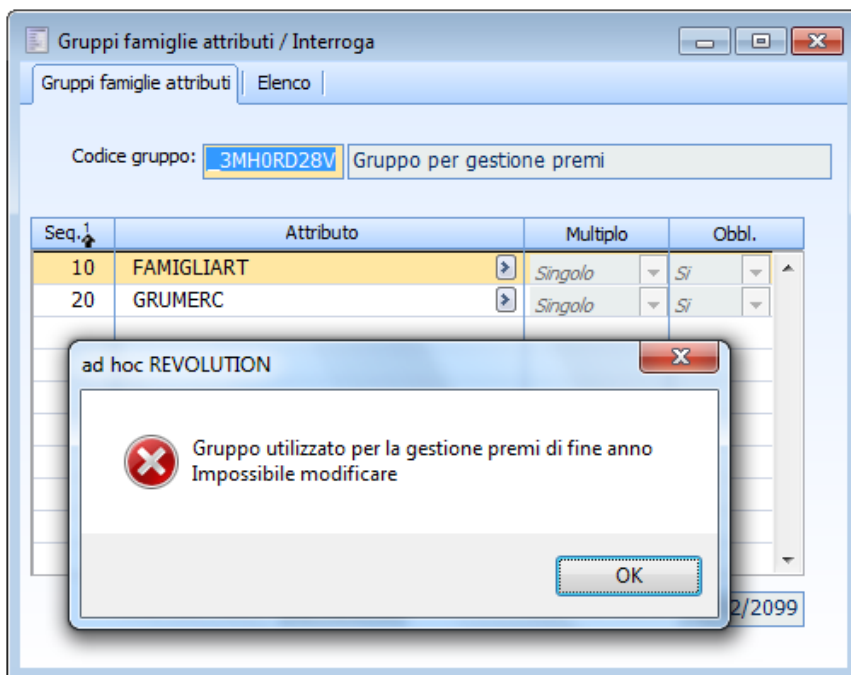 Gruppi famiglie attributi / Interroga
Gruppi famiglie attributi Elenco
Codice gruppo: _3MH0RD28V Gruppo per gestione premi
Seq. 1 Attributo Multiplo Obbl.
10 FAMIGLIART Singolo Si
20 GRUMERC Singolo Si
ad hoc REVOLUTION
Gruppo utilizzato per la gestione premi di fine anno
Impossibile modificare
OK
2/2099